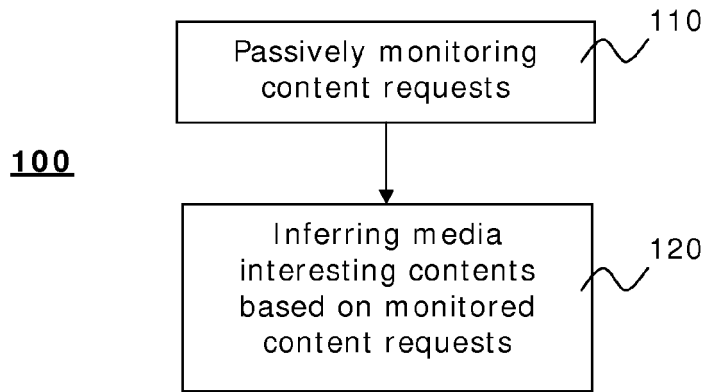 110
Passively monitoring
content requests
100
120
Inferring media
interesting contents
based on monitored
content requests